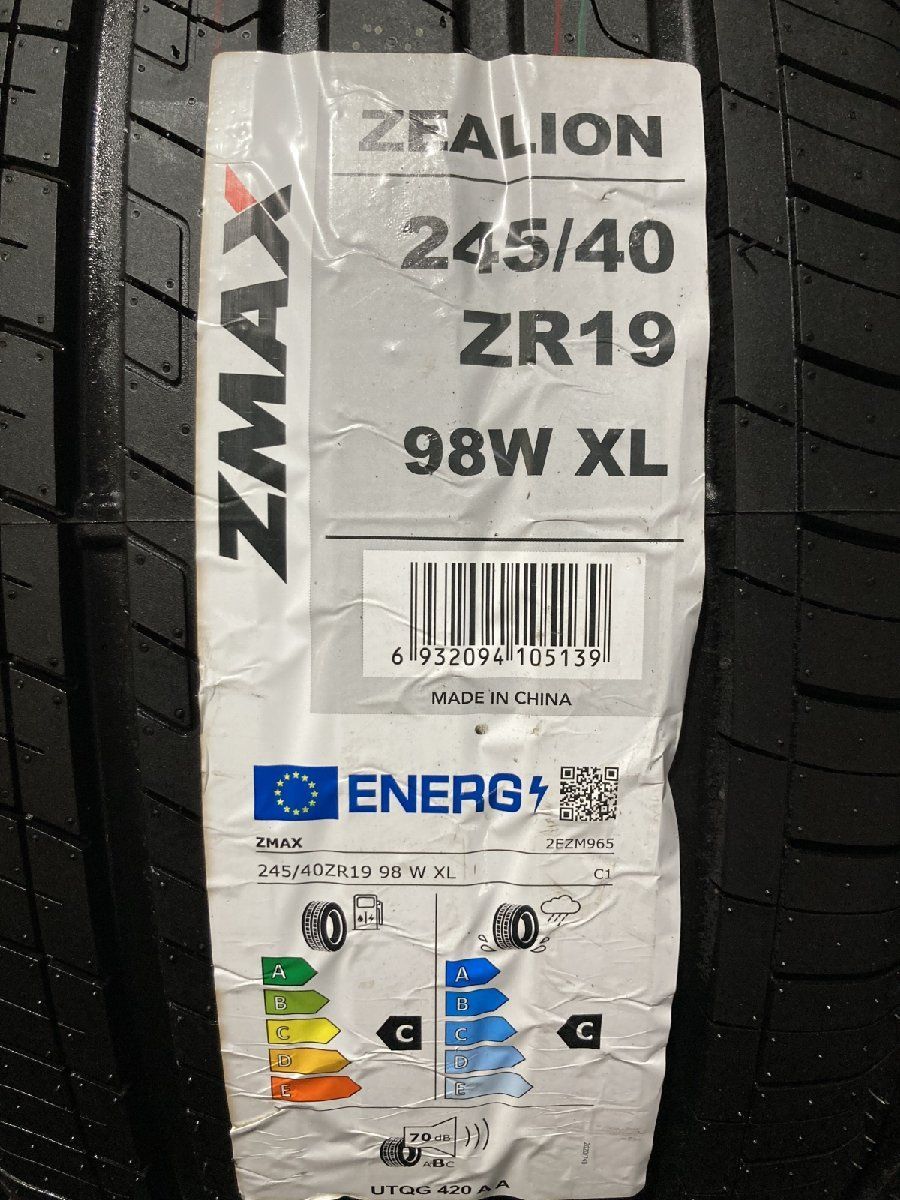 ZMAX
ZEALION
245/40
ZR19
98W XL
6 932094 105139
MADE IN CHINA
ENERG
ZMAX 2EZM965
245/40ZR19 98 W XL C1
A A
B B
C C C C
D D
E E
70 dB
ABC
UTQG 420 A A